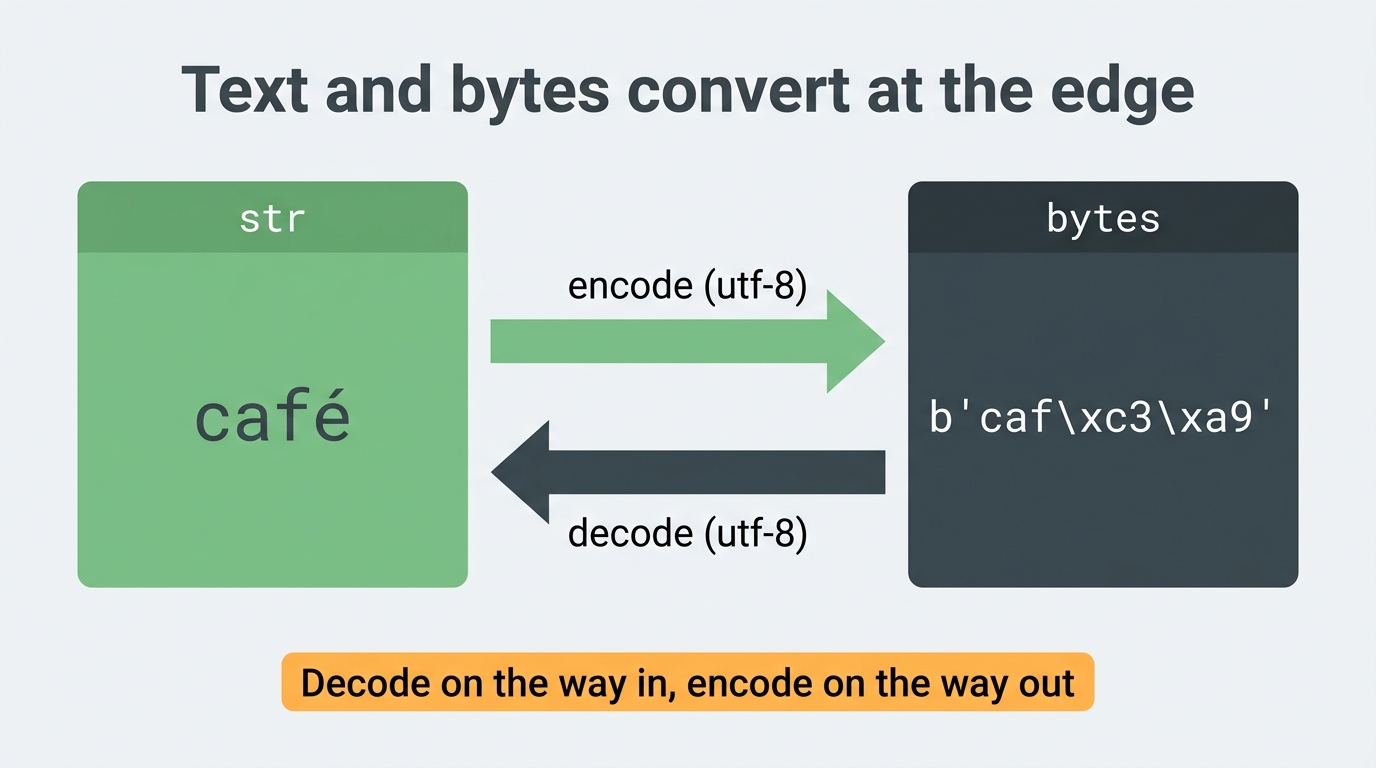 Text and bytes convert at the edge
str
café
encode (utf-8)
decode (utf-8)
bytes
b'caf\xc3\xa9'
Decode on the way in, encode on the way out